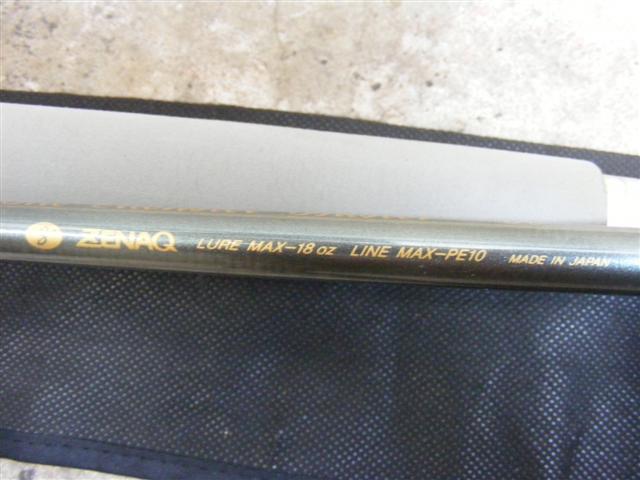 ZENAQ LURE MAX-18 oz LINE MAX-PE10 MADE IN JAPAN